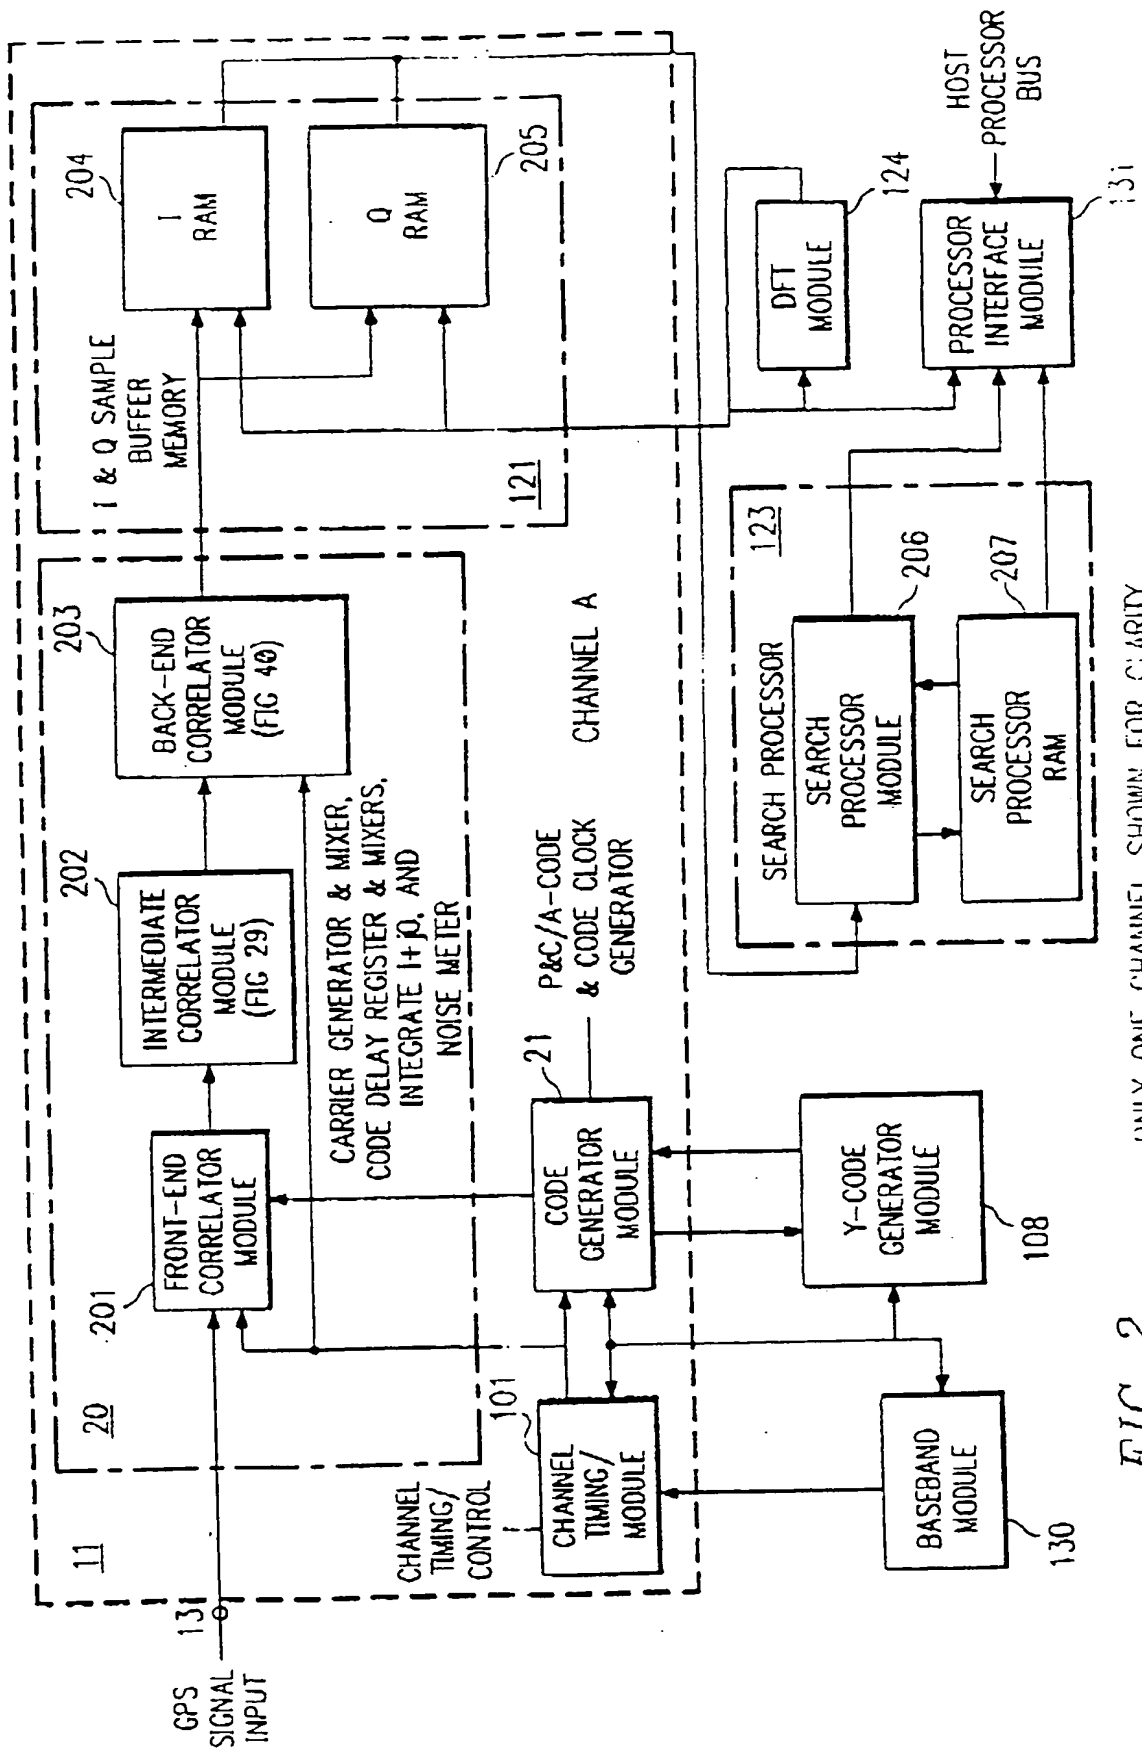 GPS
SIGNAL
INPUT
13
11
20
201
FRONT-END
CORRELATOR
MODULE
202
INTERMEDIATE
CORRELATOR
MODULE
(FIG 29)
203
BACK-END
CORRELATOR
MODULE
(FIG 40)
CARRIER GENERATOR & MIXER,
CODE DELAY REGISTER & MIXERS,
INTEGRATE I+jQ, AND
NOISE METER
I & Q SAMPLE
BUFFER
MEMORY
121
204
I
RAM
Q
RAM
205
CHANNEL
TIMING/
CONTROL
101
CHANNEL
TIMING/
MODULE
21
CODE
GENERATOR
MODULE
P&C/A-CODE
& CODE CLOCK
GENERATOR
CHANNEL A
BASEBAND
MODULE
130
Y-CODE
GENERATOR
MODULE
108
SEARCH PROCESSOR
123
SEARCH
PROCESSOR
MODULE
206
SEARCH
PROCESSOR
RAM
207
DFT
MODULE
124
PROCESSOR
INTERFACE
MODULE
131
HOST
PROCESSOR
BUS
FIG. 2
ONLY ONE CHANNEL SHOWN FOR CLARITY